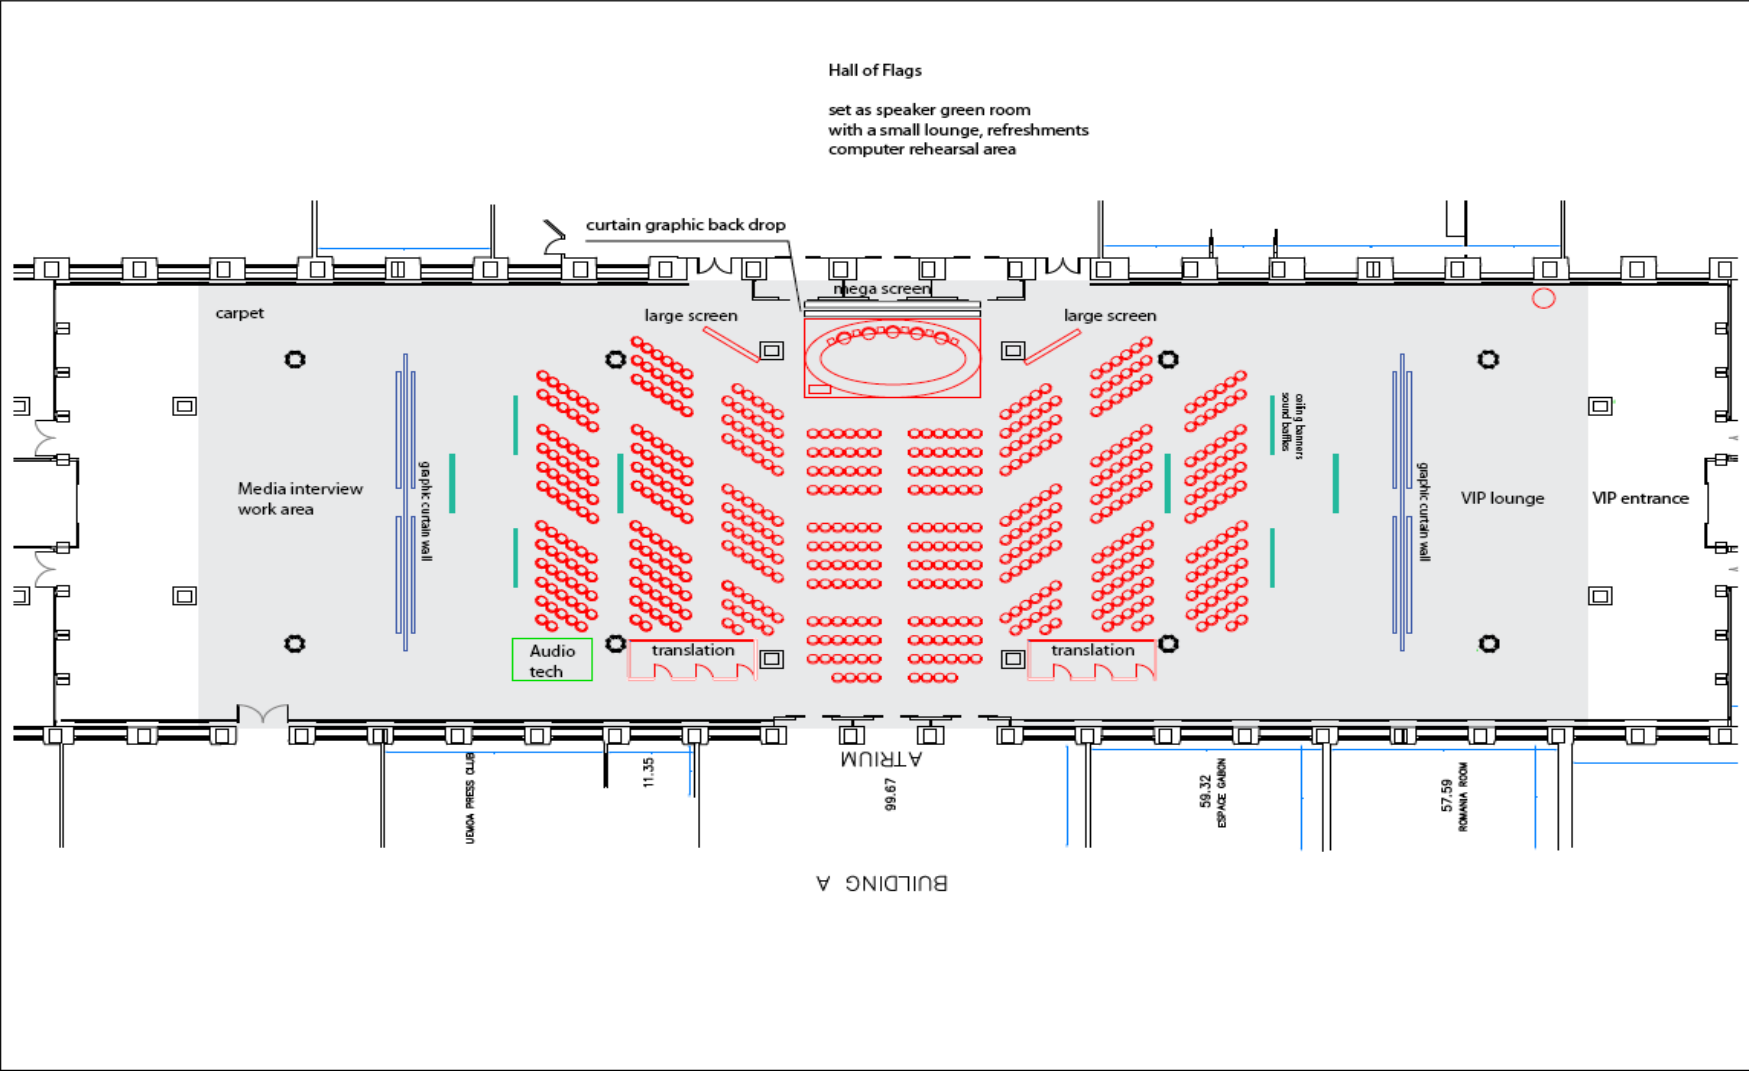 Hall of Flags
set as speaker green room
with a small lounge, refreshments
computer rehearsal area
curtain graphic back drop
mega screen
carpet
large screen
large screen
ceiling banners
sound baffles
graphic curtain wall
graphic curtain wall
Media interview
work area
VIP lounge
VIP entrance
Audio
tech
translation
translation
ATRIUM
UEMOA PRESS CLUB
11.35
99.67
59.32
ESPACE GABON
57.59
ROMANIA ROOM
BUILDING A